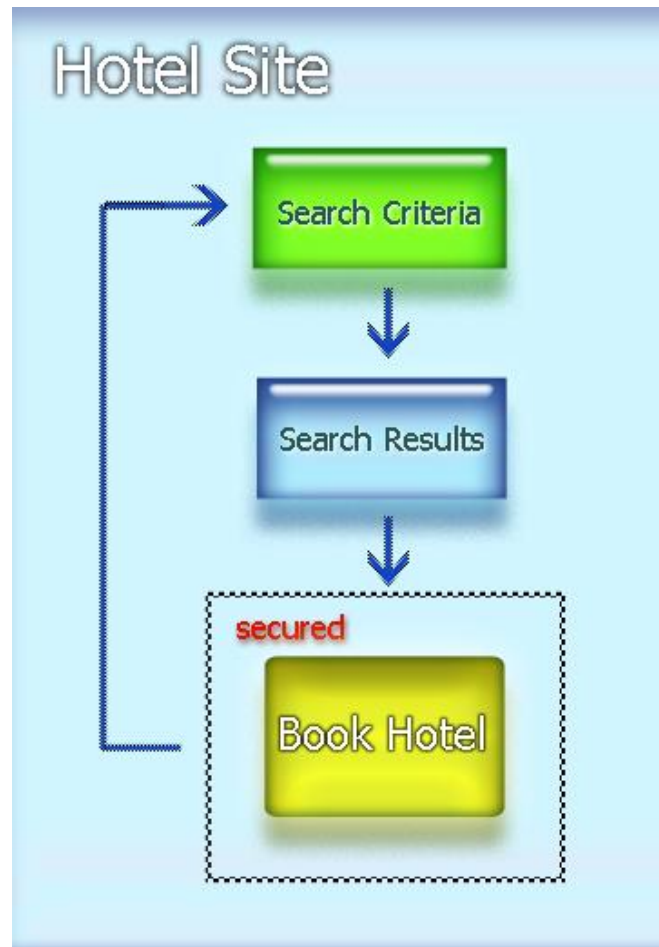 Hotel Site
Search Criteria
Search Results
secured
Book Hotel